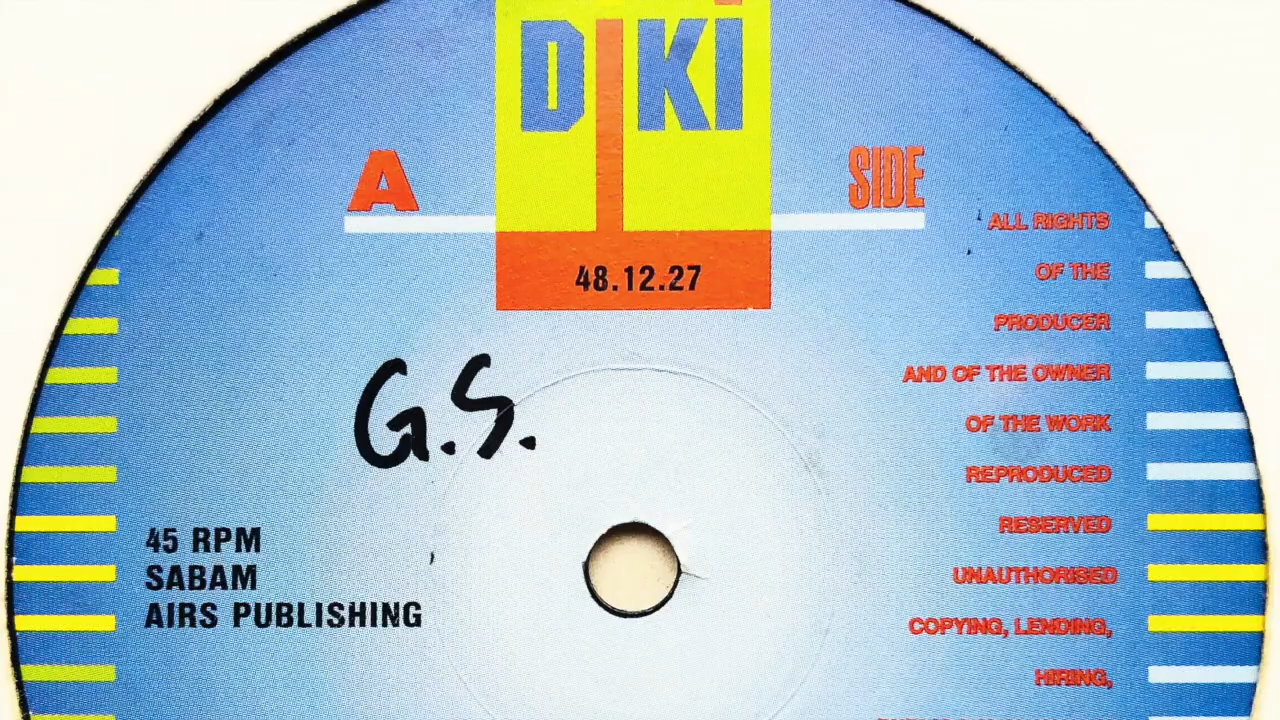 DIKI
A SIDE
48.12.27
G.S.
45 RPM
SABAM
AIRS PUBLISHING
ALL RIGHTS
OF THE
PRODUCER
AND OF THE OWNER
OF THE WORK
REPRODUCED
RESERVED
UNAUTHORISED
COPYING, LENDING,
HIRING,